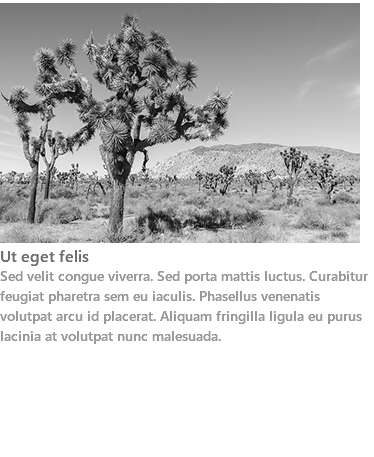 Ut eget felis
Sed velit congue viverra. Sed porta mattis luctus. Curabitur
feugiat pharetra sem eu iaculis. Phasellus venenatis
volutpat arcu id placerat. Aliquam fringilla ligula eu purus
lacinia at volutpat nunc malesuada.